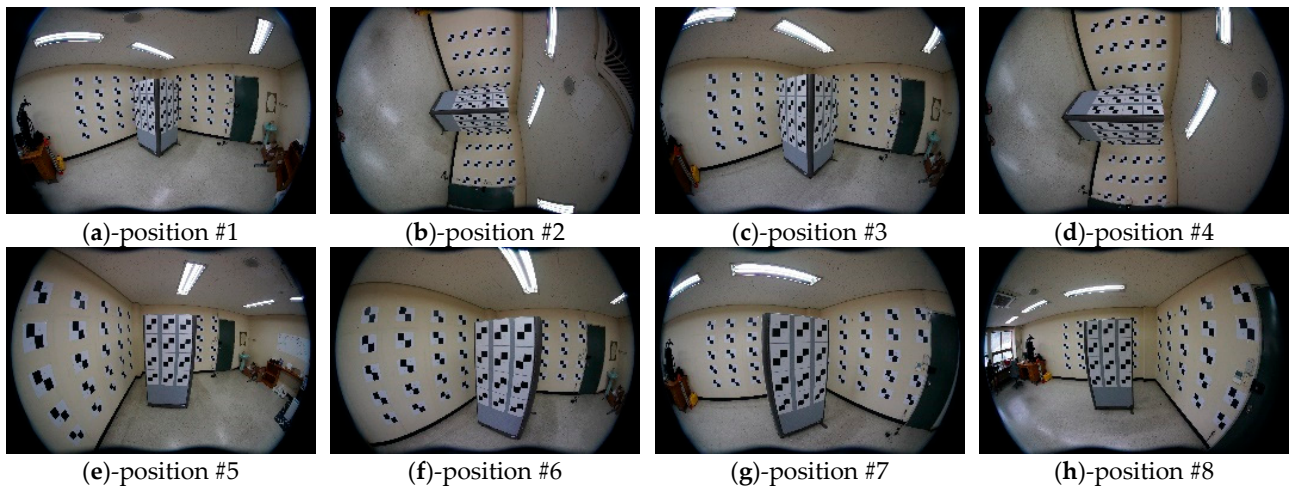 (a)-position #1
(b)-position #2
(c)-position #3
(d)-position #4
(e)-position #5
(f)-position #6
(g)-position #7
(h)-position #8